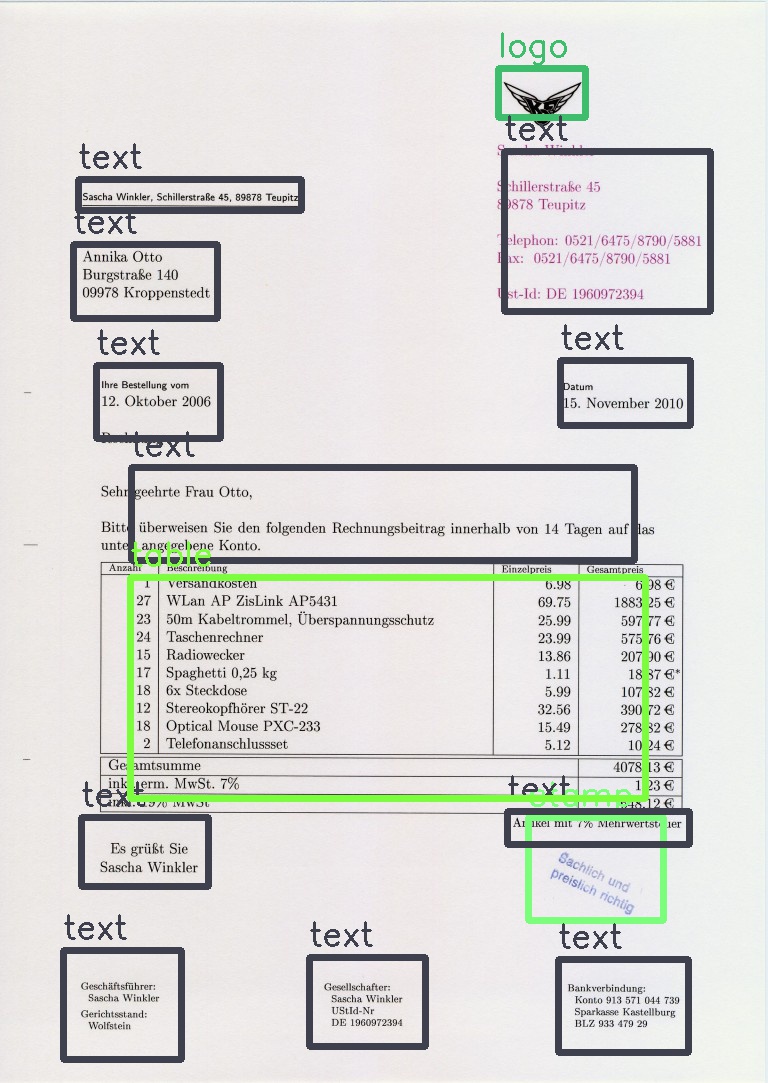 logo
text
Sascha Winkler
Schillerstraße 45
89878 Teupitz
Telephon: 0521/6475/8790/5881
Fax: 0521/6475/8790/5881
Ust-Id: DE 1960972394
text
Sascha Winkler, Schillerstraße 45, 89878 Teupitz
text
Annika Otto
Burgstraße 140
09978 Kroppenstedt
text
Ihre Bestellung vom
12. Oktober 2006
text
Datum
15. November 2010
text
Sehr geehrte Frau Otto,
Bitte überweisen Sie den folgenden Rechnungsbeitrag innerhalb von 14 Tagen auf das
unten angegebene Konto.
table
Anzahl Beschreibung Einzelpreis Gesamtpreis
1 Versandkosten 6.98 6.98 €
27 WLan AP ZisLink AP5431 69.75 1883.25 €
23 50m Kabeltrommel, Überspannungsschutz 25.99 597.77 €
24 Taschenrechner 23.99 575.76 €
15 Radiowecker 13.86 207.90 €
17 Spaghetti 0,25 kg 1.11 18.87 €*
18 6x Steckdose 5.99 107.82 €
12 Stereokopfhörer ST-22 32.56 390.72 €
18 Optical Mouse PXC-233 15.49 278.82 €
2 Telefonanschlussset 5.12 10.24 €
Gesamtsumme 4078.13 €
inkl. erm. MwSt. 7% 1.23 €
inkl. 19% MwSt 648.12 €
text
Artikel mit 7% Mehrwertsteuer
text
Es grüßt Sie
Sascha Winkler
stamp
Sachlich und
preislich richtig
text
Geschäftsführer:
Sascha Winkler
Gerichtsstand:
Wolfstein
text
Gesellschafter:
Sascha Winkler
UStId-Nr
DE 1960972394
text
Bankverbindung:
Konto 913 571 044 739
Sparkasse Kastellburg
BLZ 933 479 29